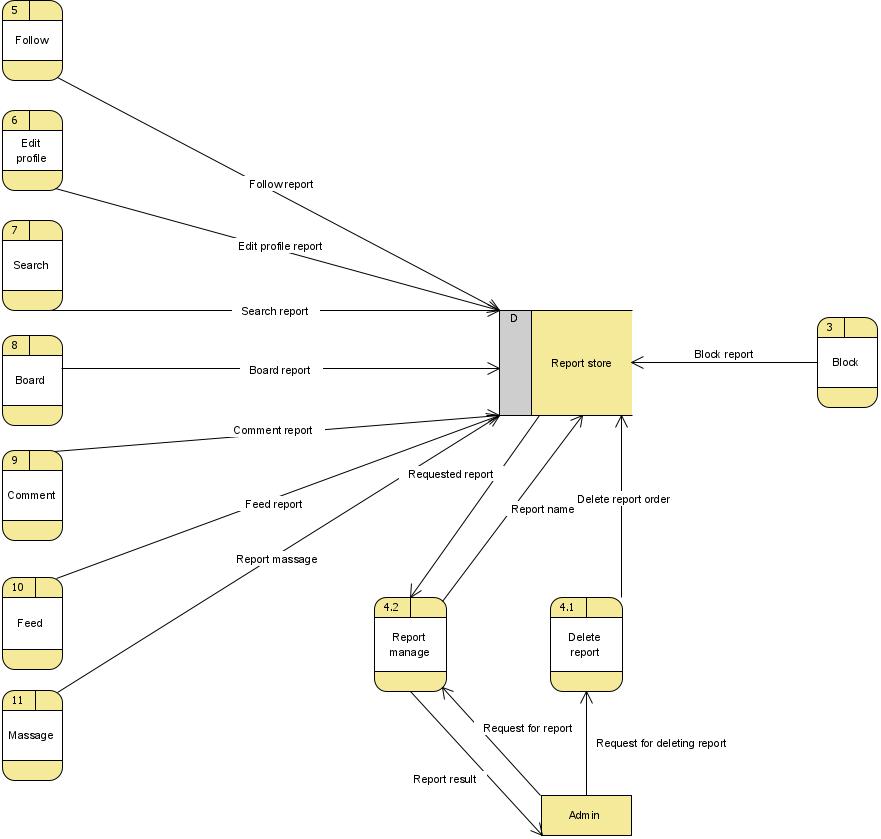 5
Follow
6
Edit
profile
7
Search
8
Board
9
Comment
10
Feed
11
Massage
Follow report
Edit profile report
Search report
Board report
Comment report
Feed report
Report massage
D
Report store
3
Block
Block report
Requested report
Report name
Delete report order
4.2
Report
manage
4.1
Delete
report
Request for report
Request for deleting report
Report result
Admin